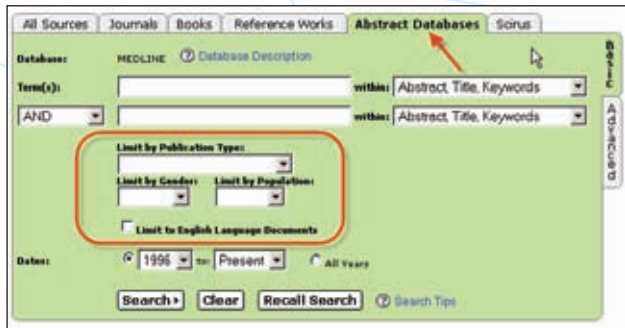 All Sources Journals Books Reference Works Abstract Databases Scirus
Database: MEDLINE ? Database Description
Term(s): within: Abstract, Title, Keywords
AND within: Abstract, Title, Keywords
Limit by Publication Type:
Limit by Gender: Limit by Population:
Limit to English Language Documents
Dates: 1996 to: Present All Years
Search Clear Recall Search ? Search Tips
Basic
Advanced